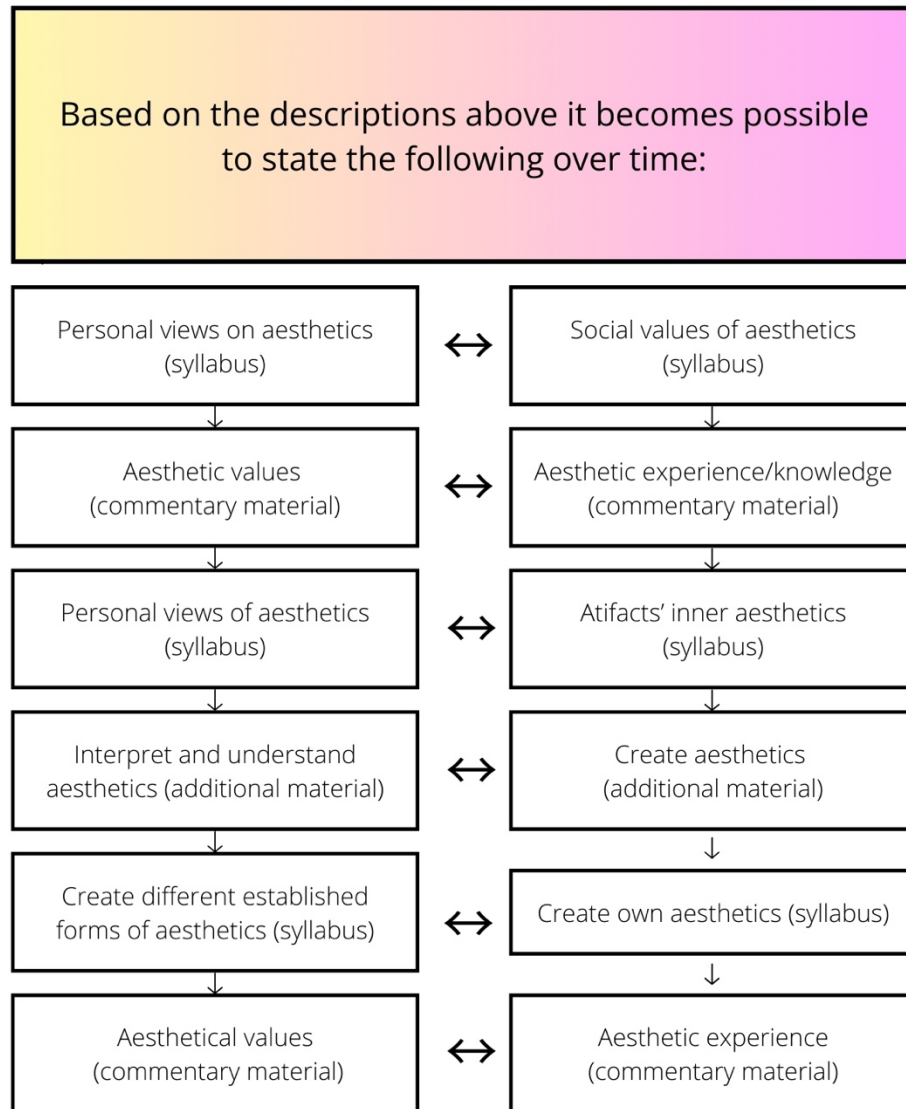 Based on the descriptions above it becomes possible
to state the following over time:
Personal views on aesthetics
(syllabus)
Social values of aesthetics
(syllabus)
Aesthetic values
(commentary material)
Aesthetic experience/knowledge
(commentary material)
Personal views of aesthetics
(syllabus)
Atifacts’ inner aesthetics
(syllabus)
Interpret and understand
aesthetics (additional material)
Create aesthetics
(additional material)
Create different established
forms of aesthetics (syllabus)
Create own aesthetics (syllabus)
Aesthetical values
(commentary material)
Aesthetic experience
(commentary material)